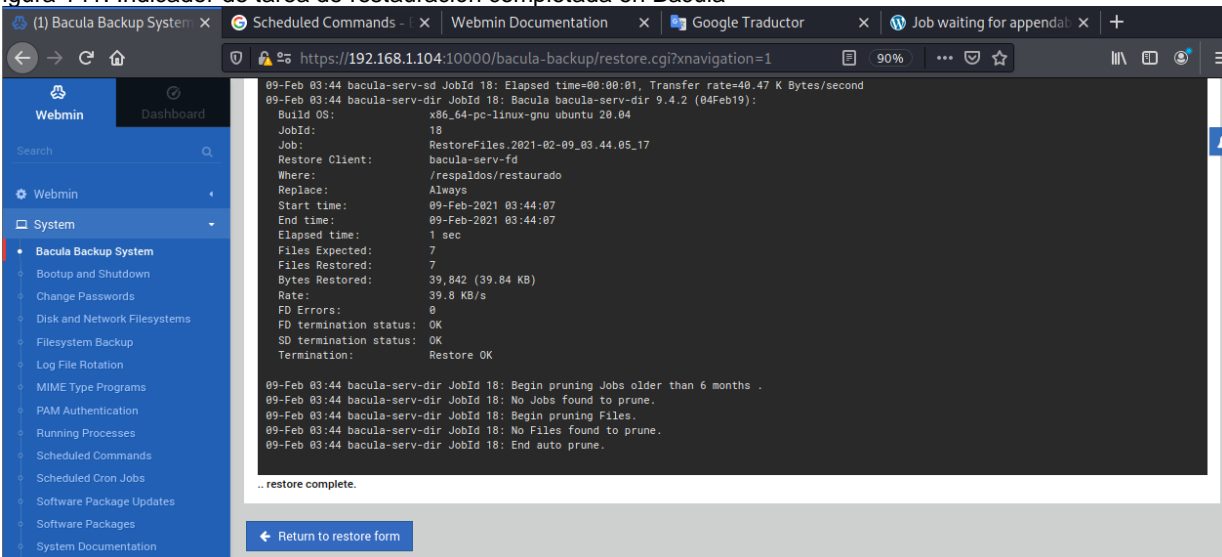 igura 111. Indicador de tarea de restauración completada en Bacula
(1) Bacula Backup System Scheduled Commands - E Webmin Documentation Google Traductor Job waiting for appendab
https://192.168.1.104:10000/bacula-backup/restore.cgi?xnavigation=1 90%
Webmin Dashboard
Search
Webmin
System
Bacula Backup System
Bootup and Shutdown
Change Passwords
Disk and Network Filesystems
Filesystem Backup
Log File Rotation
MIME Type Programs
PAM Authentication
Running Processes
Scheduled Commands
Scheduled Cron Jobs
Software Package Updates
Software Packages
System Documentation
09-Feb 03:44 bacula-serv-sd JobId 18: Elapsed time=00:00:01, Transfer rate=40.47 K Bytes/second
09-Feb 03:44 bacula-serv-dir JobId 18: Bacula bacula-serv-dir 9.4.2 (04Feb19):
Build OS: x86_64-pc-linux-gnu ubuntu 20.04
JobId: 18
Job: RestoreFiles.2021-02-09_03.44.05_17
Restore Client: bacula-serv-fd
Where: /respaldos/restaurado
Replace: Always
Start time: 09-Feb-2021 03:44:07
End time: 09-Feb-2021 03:44:07
Elapsed time: 1 sec
Files Expected: 7
Files Restored: 7
Bytes Restored: 39,842 (39.84 KB)
Rate: 39.8 KB/s
FD Errors: 0
FD termination status: OK
SD termination status: OK
Termination: Restore OK
09-Feb 03:44 bacula-serv-dir JobId 18: Begin pruning Jobs older than 6 months .
09-Feb 03:44 bacula-serv-dir JobId 18: No Jobs found to prune.
09-Feb 03:44 bacula-serv-dir JobId 18: Begin pruning Files.
09-Feb 03:44 bacula-serv-dir JobId 18: No Files found to prune.
09-Feb 03:44 bacula-serv-dir JobId 18: End auto prune.
.. restore complete.
Return to restore form